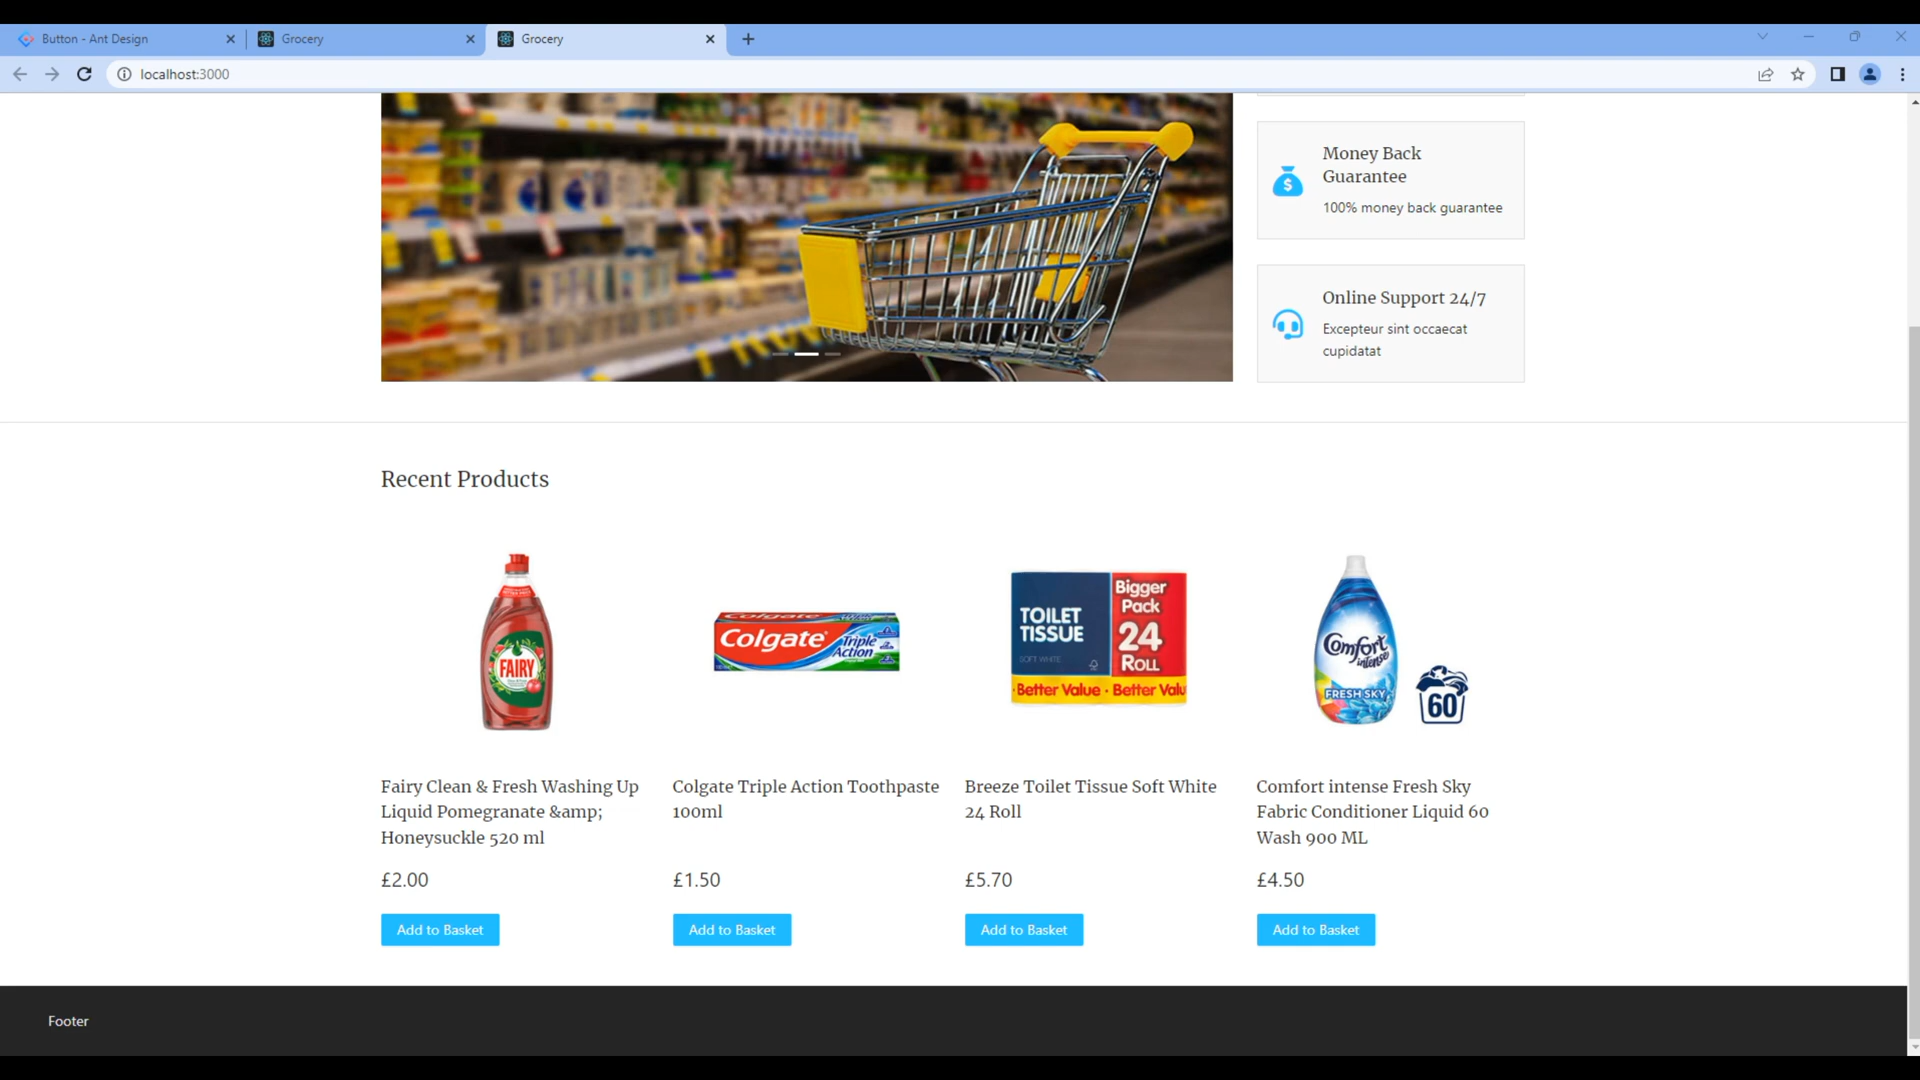 Button - Ant Design
Grocery
Grocery
localhost:3000
Money Back
Guarantee
100% money back guarantee
Online Support 24/7
Excepteur sint occaecat
cupidatat
Recent Products
FAIRY
Colgate
Colgate
Triple
Action
TOILET
TISSUE
SOFT WHITE
Bigger
Pack
24
ROLL
Better Value · Better Valu
Comfort
intense
FRESH SKY
60
Fairy Clean & Fresh Washing Up
Liquid Pomegranate &amp;
Honeysuckle 520 ml
£2.00
Add to Basket
Colgate Triple Action Toothpaste
100ml
£1.50
Add to Basket
Breeze Toilet Tissue Soft White
24 Roll
£5.70
Add to Basket
Comfort intense Fresh Sky
Fabric Conditioner Liquid 60
Wash 900 ML
£4.50
Add to Basket
Footer